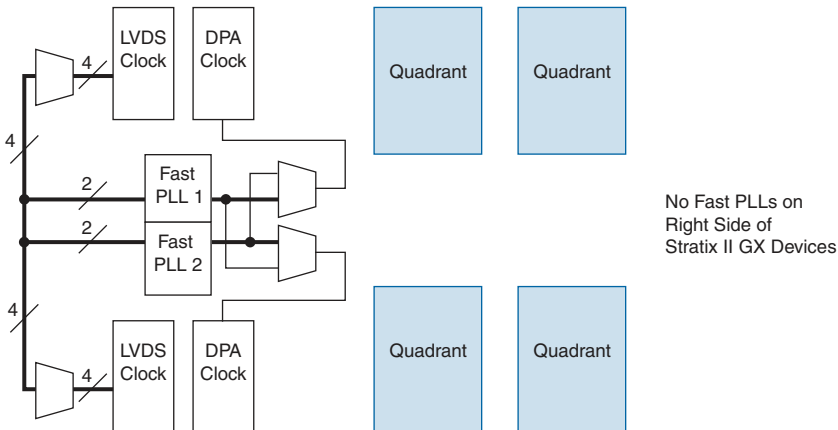 LVDS
Clock
DPA
Clock
Quadrant
Quadrant
4
4
2
Fast
PLL 1
2
Fast
PLL 2
No Fast PLLs on
Right Side of
Stratix II GX Devices
4
4
LVDS
Clock
DPA
Clock
Quadrant
Quadrant